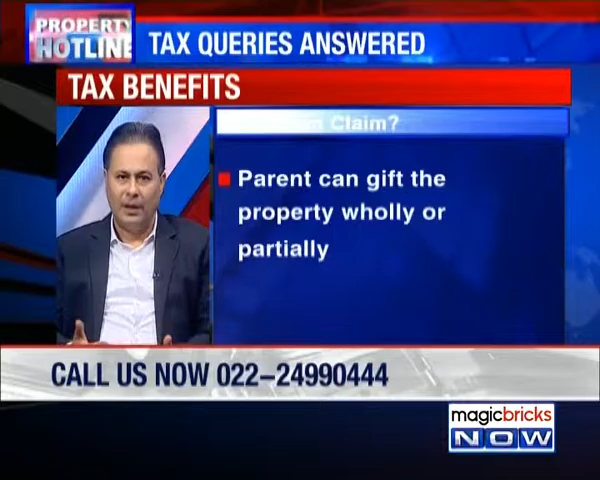 PROPERTY
HOTLINE
TAX QUERIES ANSWERED
TAX BENEFITS
Claim?
Parent can gift the
property wholly or
partially
CALL US NOW 022–24990444
magicbricks
NOW